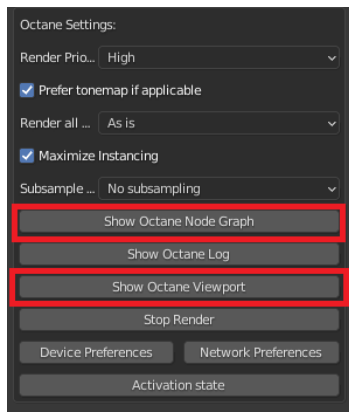 Octane Settings:
Render Prio... High
Prefer tonemap if applicable
Render all ... As is
Maximize Instancing
Subsample ... No subsampling
Show Octane Node Graph
Show Octane Log
Show Octane Viewport
Stop Render
Device Preferences Network Preferences
Activation state